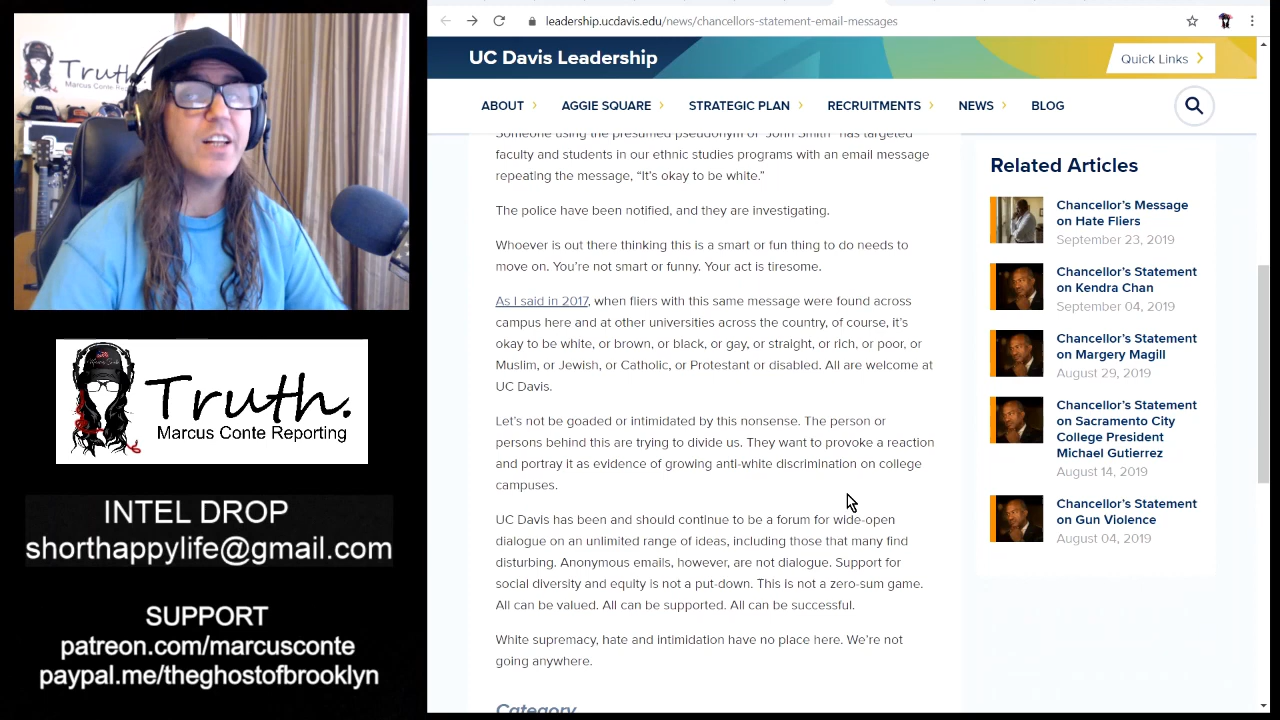 Truth.
Marcus Conte Reporting
Truth.
Marcus Conte Reporting
INTEL DROP
shorthappylife@gmail.com
SUPPORT
patreon.com/marcusconte
paypal.me/theghostofbrooklyn
leadership.ucdavis.edu/news/chancellors-statement-email-messages
UC Davis Leadership
Quick Links
ABOUT
AGGIE SQUARE
STRATEGIC PLAN
RECRUITMENTS
NEWS
BLOG
Someone using the presumed pseudonym of "John Smith" has targeted
faculty and students in our ethnic studies programs with an email message
repeating the message, “It’s okay to be white.”
The police have been notified, and they are investigating.
Whoever is out there thinking this is a smart or fun thing to do needs to
move on. You’re not smart or funny. Your act is tiresome.
As I said in 2017, when fliers with this same message were found across
campus here and at other universities across the country, of course, it’s
okay to be white, or brown, or black, or gay, or straight, or rich, or poor, or
Muslim, or Jewish, or Catholic, or Protestant or disabled. All are welcome at
UC Davis.
Let’s not be goaded or intimidated by this nonsense. The person or
persons behind this are trying to divide us. They want to provoke a reaction
and portray it as evidence of growing anti-white discrimination on college
campuses.
UC Davis has been and should continue to be a forum for wide-open
dialogue on an unlimited range of ideas, including those that many find
disturbing. Anonymous emails, however, are not dialogue. Support for
social diversity and equity is not a put-down. This is not a zero-sum game.
All can be valued. All can be supported. All can be successful.
White supremacy, hate and intimidation have no place here. We’re not
going anywhere.
Category
Related Articles
Chancellor’s Message
on Hate Fliers
September 23, 2019
Chancellor’s Statement
on Kendra Chan
September 04, 2019
Chancellor’s Statement
on Margery Magill
August 29, 2019
Chancellor’s Statement
on Sacramento City
College President
Michael Gutierrez
August 14, 2019
Chancellor’s Statement
on Gun Violence
August 04, 2019